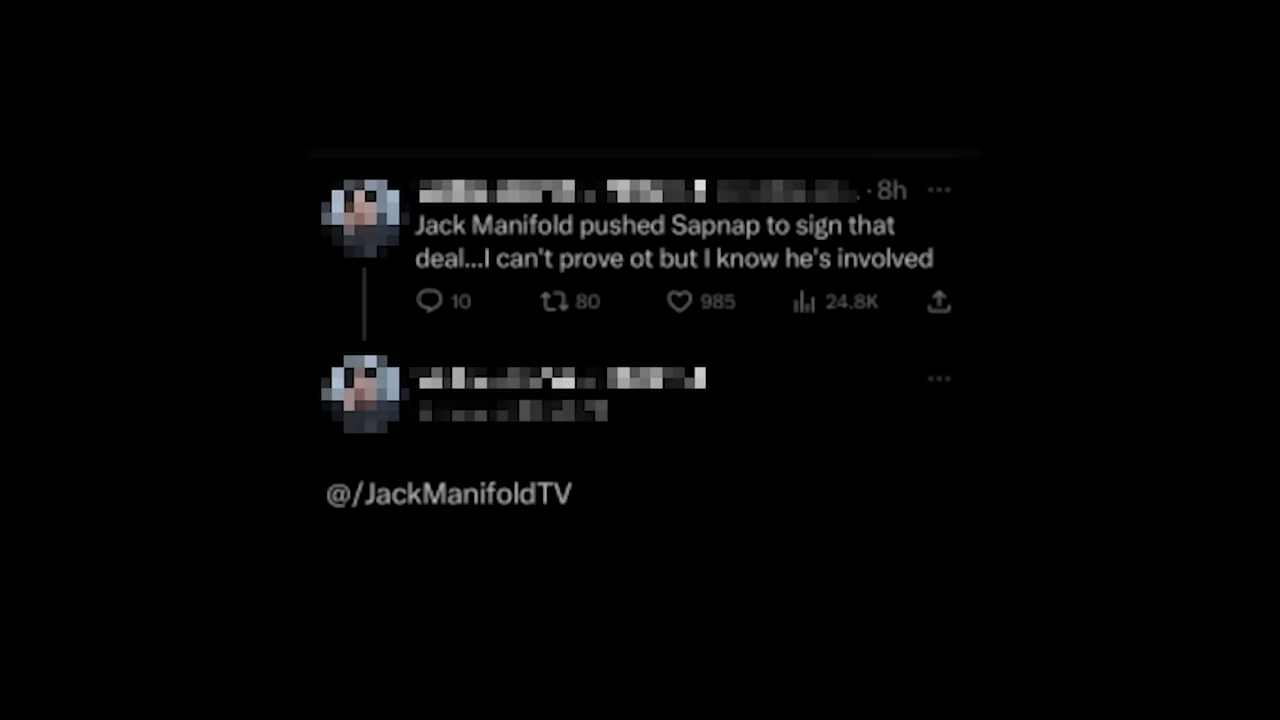 · 8h
Jack Manifold pushed Sapnap to sign that
deal...I can't prove ot but I know he's involved
10 80 985 24.8K
@/JackManifoldTV